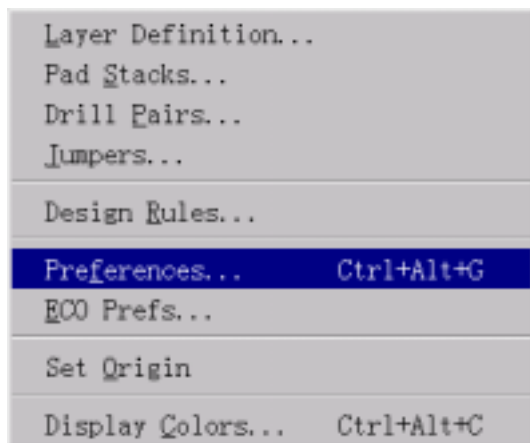 Layer Definition...
Pad Stacks...
Drill Pairs...
Jumpers...
Design Rules...
Preferences... Ctrl+Alt+G
ECO Prefs...
Set Origin
Display Colors... Ctrl+Alt+C